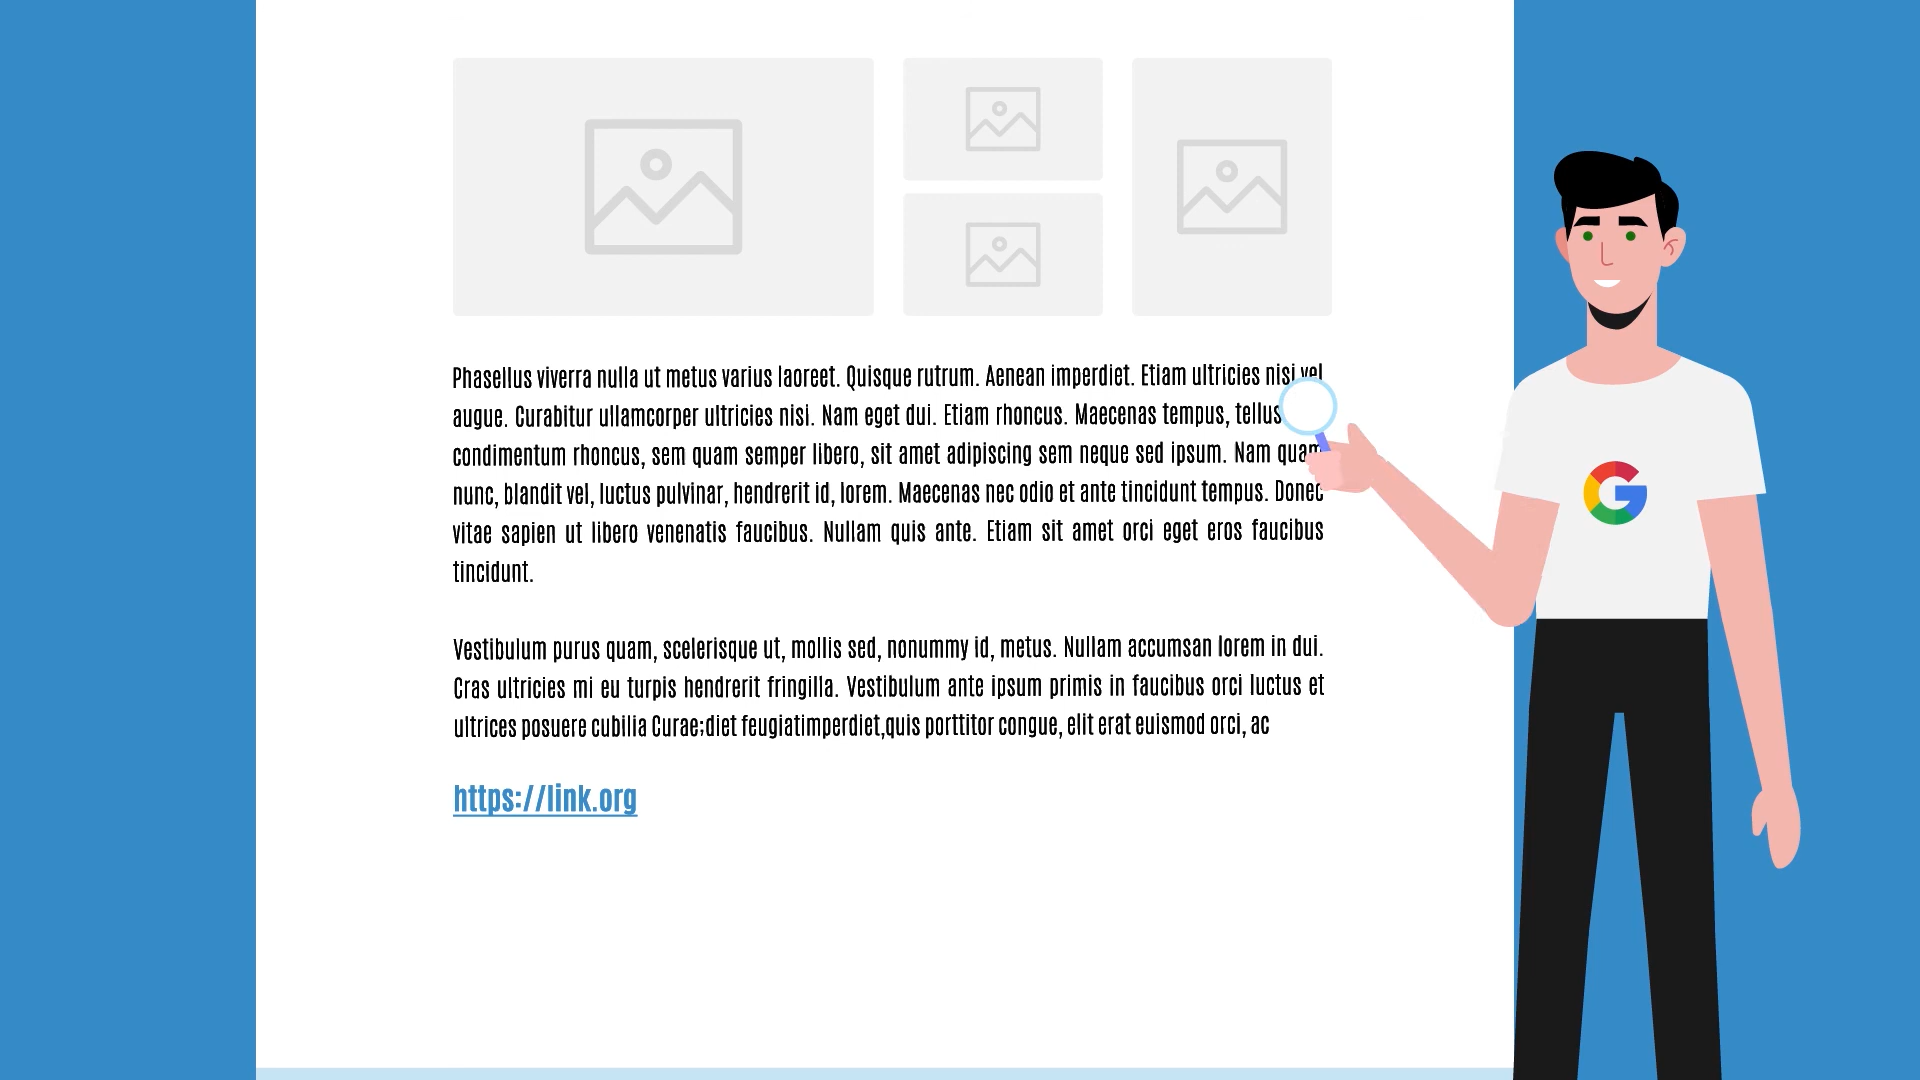 Phasellus viverra nulla ut metus varius laoreet. Quisque rutrum. Aenean imperdiet. Etiam ultricies nisi vel
augue. Curabitur ullamcorper ultricies nisi. Nam eget dui. Etiam rhoncus. Maecenas tempus, tellus
condimentum rhoncus, sem quam semper libero, sit amet adipiscing sem neque sed ipsum. Nam quam
nunc, blandit vel, luctus pulvinar, hendrerit id, lorem. Maecenas nec odio et ante tincidunt tempus. Donec
vitae sapien ut libero venenatis faucibus. Nullam quis ante. Etiam sit amet orci eget eros faucibus
tincidunt.
Vestibulum purus quam, scelerisque ut, mollis sed, nonummy id, metus. Nullam accumsan lorem in dui.
Cras ultricies mi eu turpis hendrerit fringilla. Vestibulum ante ipsum primis in faucibus orci luctus et
ultrices posuere cubilia Curae;diet feugiatimperdiet,quis porttitor congue, elit erat euismod orci, ac
https://link.org
G